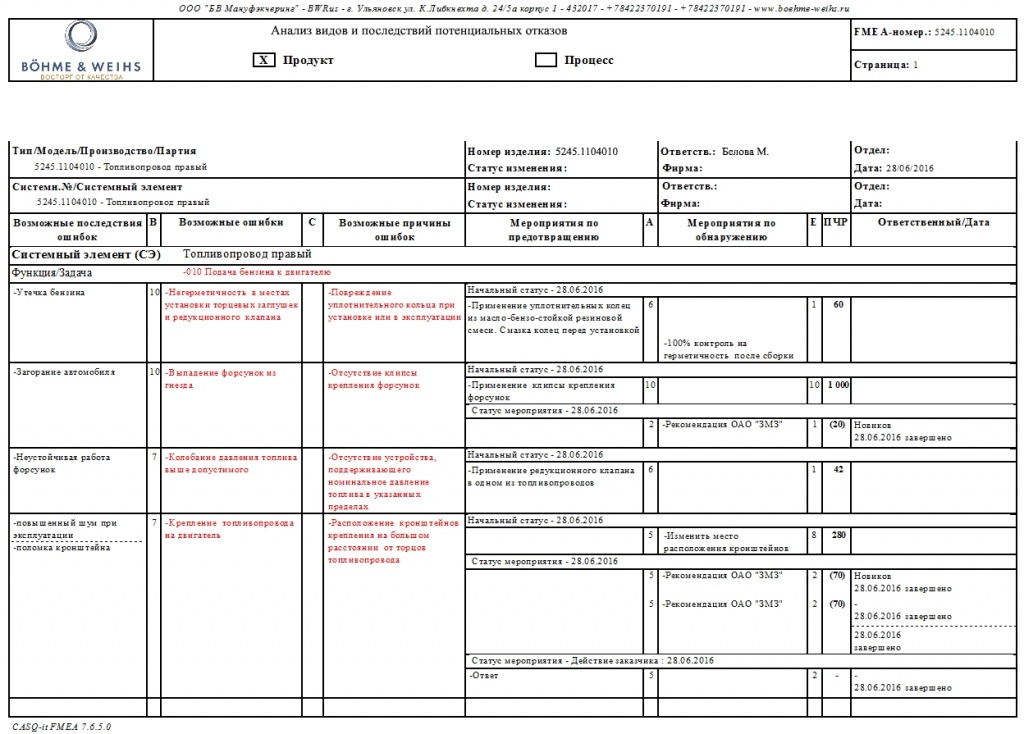 ООО "БВ Мануфэкчеринг" - BWRus - г. Ульяновск ул. К.Либкнехта д. 24/5а корпус 1 - 432017 - +78422370191 - +78422370191 - www.boehme-weihs.ru
BÖHME & WEIHS
ВОСТОРГ ОТ КАЧЕСТВА
Анализ видов и последствий потенциальных отказов
X Продукт
Процесс
FMEA-номер.: 5245.1104010
Страница: 1
Тип/Модель/Производство/Партия
5245.1104010 - Топливопровод правый
Номер изделия: 5245.1104010
Статус изменения:
Ответств.: Белова М.
Фирма:
Отдел:
Дата: 28/06/2016
Системн.№/Системный элемент
5245.1104010 - Топливопровод правый
Номер изделия:
Статус изменения:
Ответств.:
Фирма:
Отдел:
Дата:
Возможные последствия
ошибок
В
Возможные ошибки
С
Возможные причины
ошибок
Мероприятия по
предотвращению
А
Мероприятия по
обнаружению
Е
ПЧР
Ответственный/Дата
Системный элемент (СЭ) Топливопровод правый
Функция/Задача -010 Подача бензина к двигателю
-Утечка бензина
10
-Негерметичность в местах
установки торцевых заглушек
и редукционного клапана
-Повреждение
уплотнительного кольца при
установке или в эксплуатации
Начальный статус - 28.06.2016
-Применение уплотнительных колец
из масло-бензо-стойкой резиновой
смеси. Смазка колец перед установкой
6
-100% контроль на
герметичность после сборки
1
60
-Загорание автомобиля
10
-Выпадение форсунок из
гнезда
-Отсутствие клипсы
крепления форсунок
Начальный статус - 28.06.2016
-Применение клипсы крепления
форсунок
10
10
1 000
Статус мероприятия - 28.06.2016
2
-Рекомендация ОАО "ЗМЗ"
1
(20)
Новиков
28.06.2016 завершено
-Неустойчивая работа
форсунок
7
-Колебание давления топлива
выше допустимого
-Отсутствие устройства,
поддерживающего
номинальное давление
топлива в указанных
пределах
Начальный статус - 28.06.2016
-Применение редукционного клапана
в одном из топливопроводов
6
1
42
-повышенный шум при
эксплуатации
-поломка кронштейна
7
-Крепление топливопровода
на двигатель
-Расположение кронштейнов
крепления на большом
расстоянии от торцов
топливопровода
Начальный статус - 28.06.2016
5
-Изменить место
расположения кронштейнов
8
280
Статус мероприятия - 28.06.2016
5
-Рекомендация ОАО "ЗМЗ"
2
(70)
Новиков
28.06.2016 завершено
5
-Рекомендация ОАО "ЗМЗ"
2
(70)
-
28.06.2016 завершено
28.06.2016
завершено
Статус мероприятия - Действие заказчика : 28.06.2016
-Ответ
5
2
-
-
28.06.2016 завершено
CASQ-it FMEA 7.6.5.0